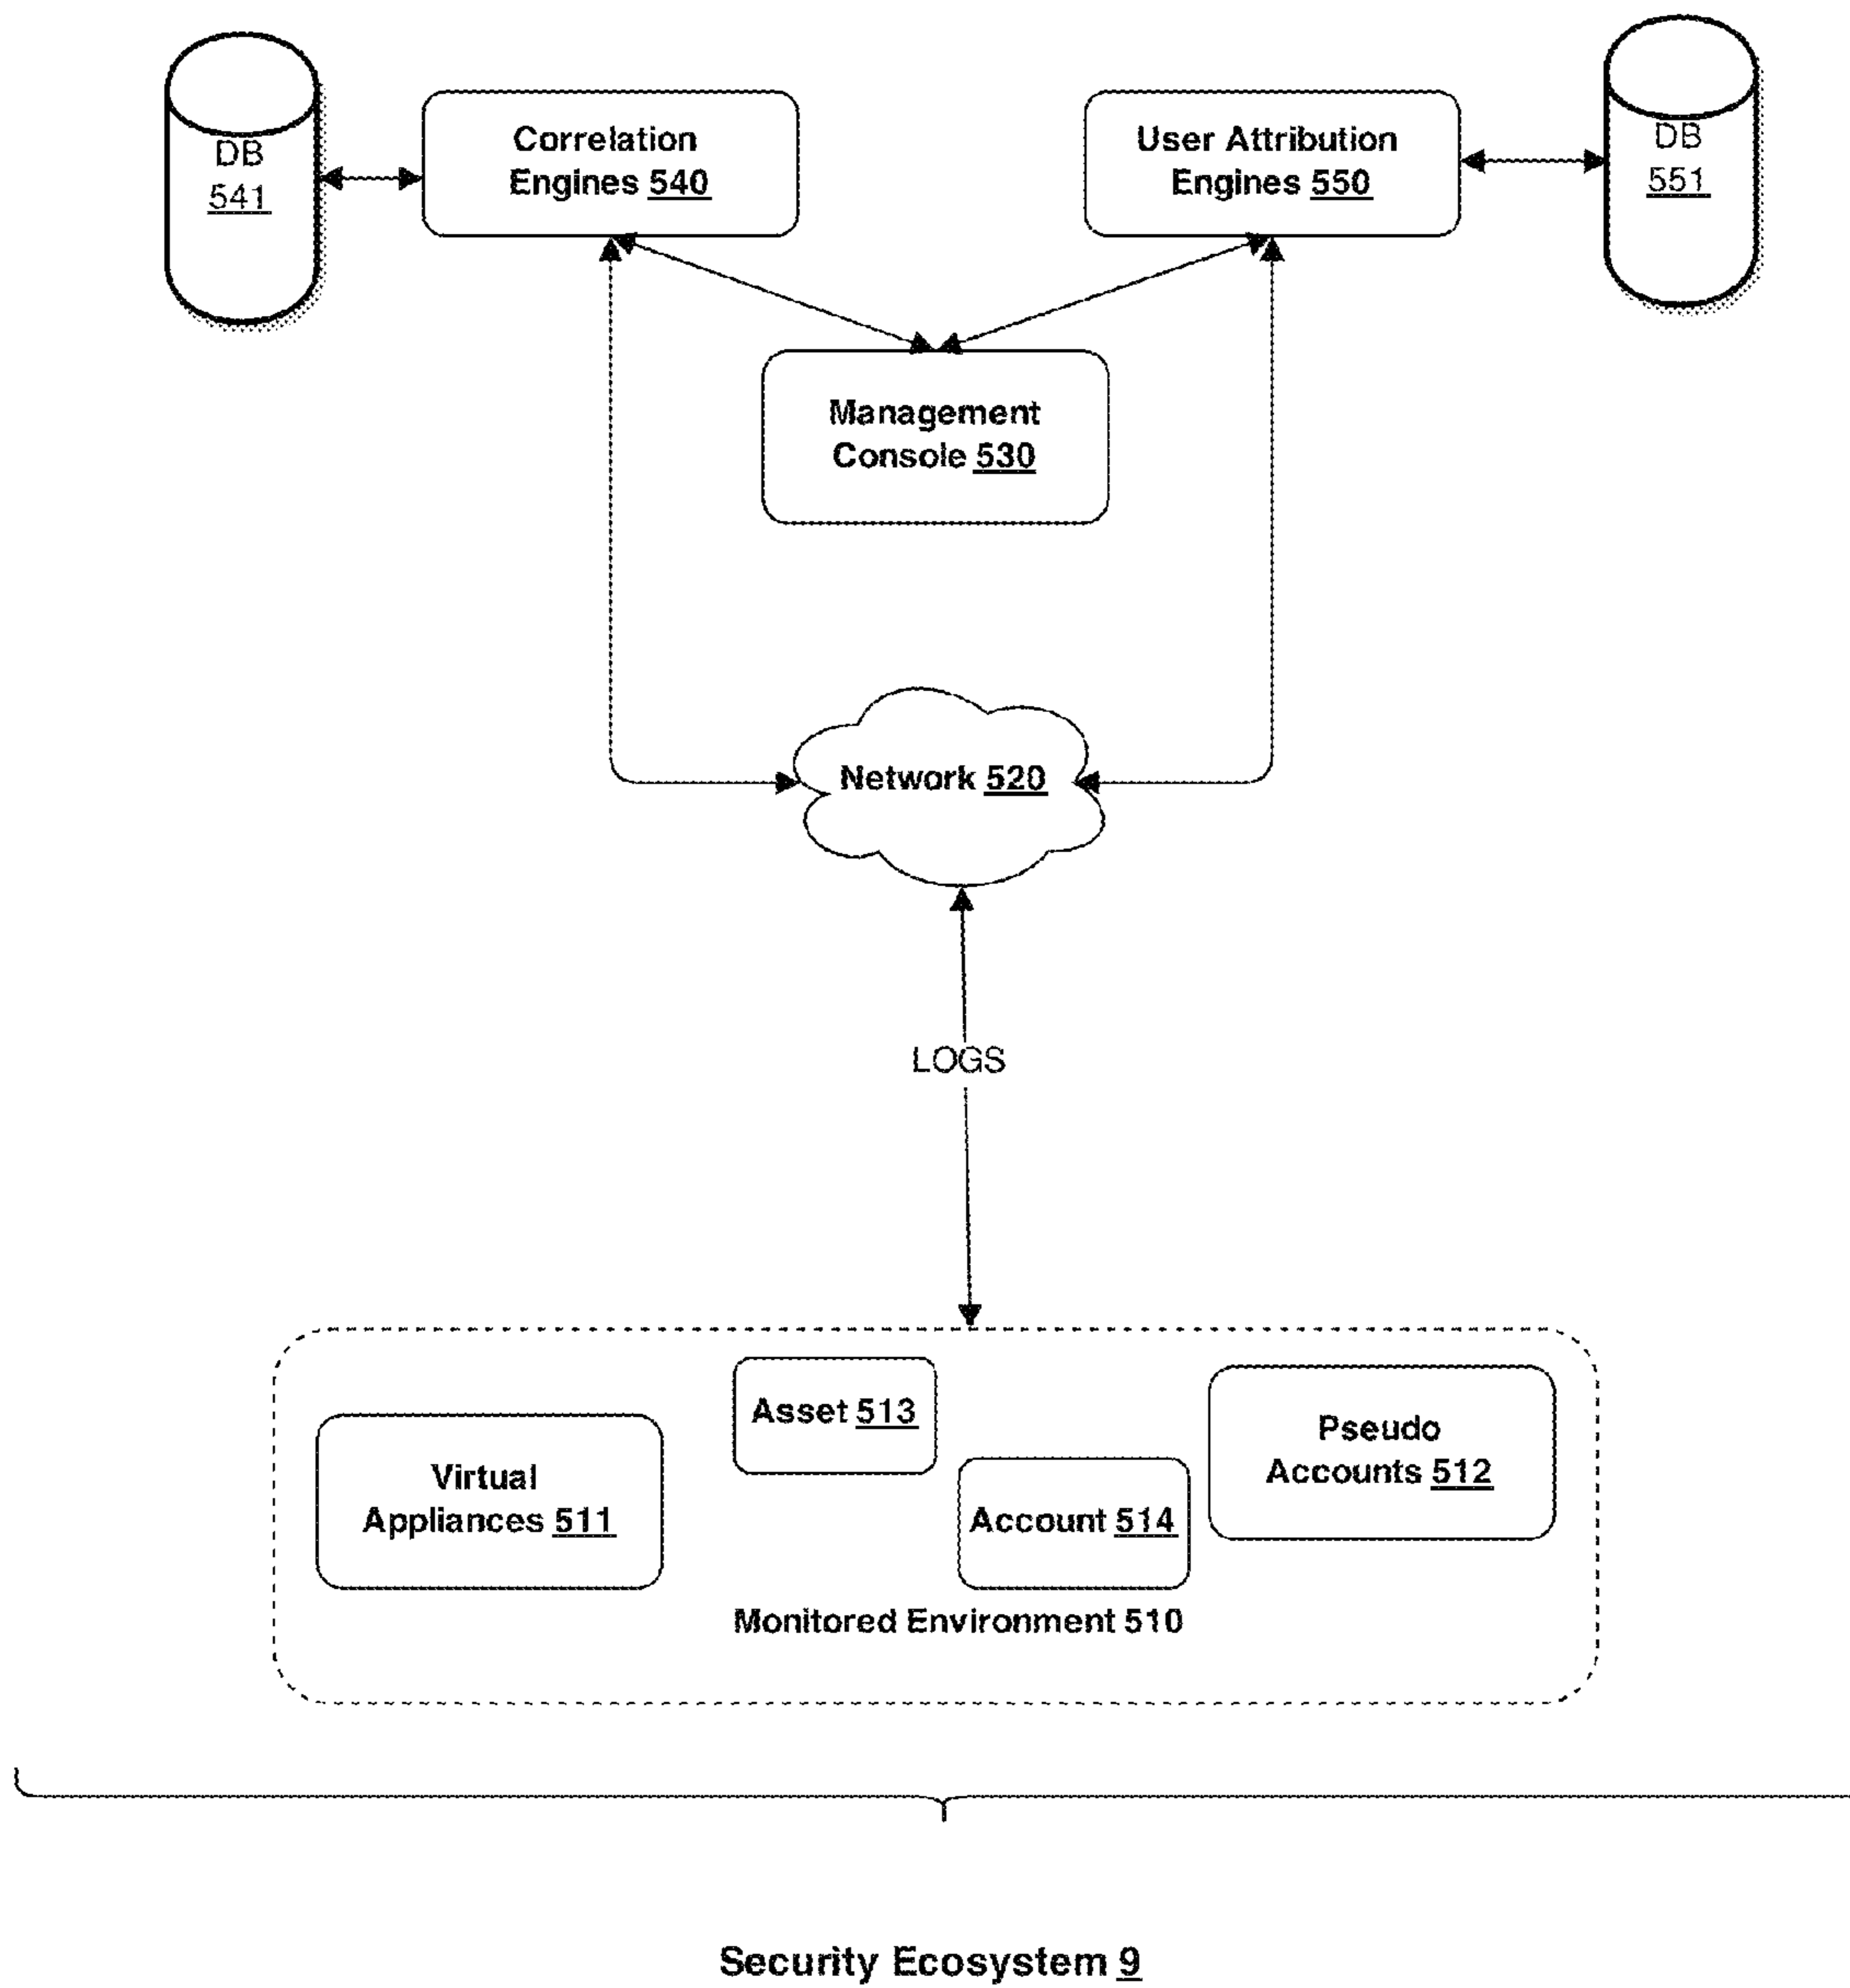 DB
541
Correlation
Engines 540
User Attribution
Engines 550
DB
551
Management
Console 530
Network 520
LOGS
Asset 513
Pseudo
Accounts 512
Virtual
Appliances 511
Account 514
Monitored Environment 510
Security Ecosystem 9